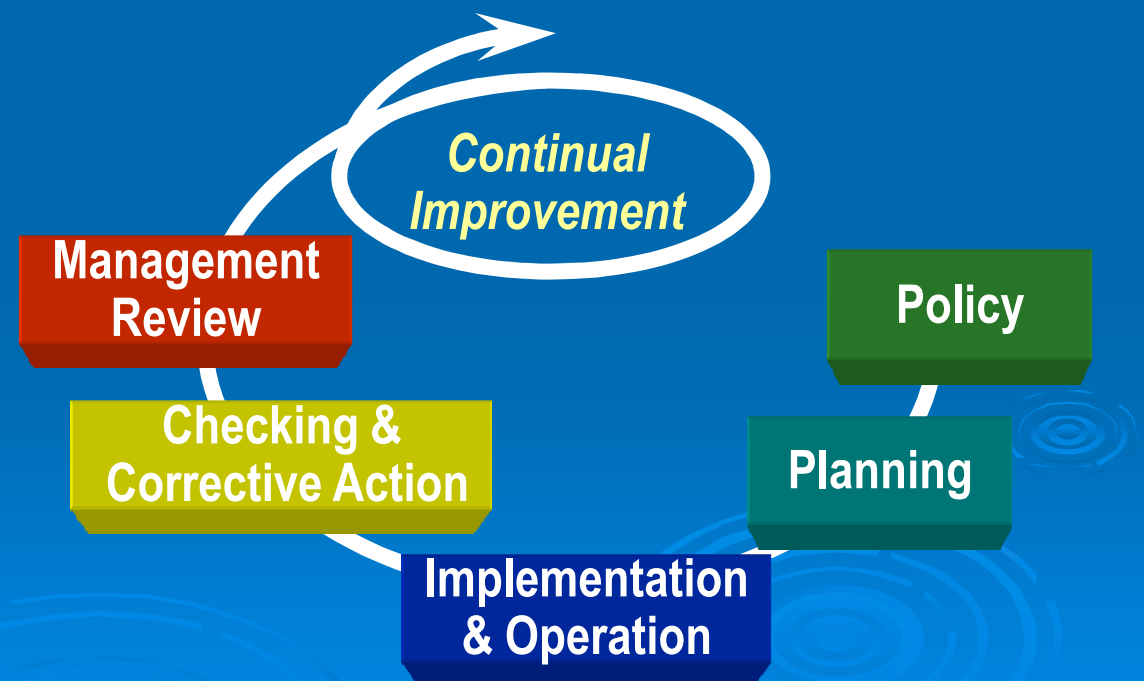 Continual
Improvement
Management
Review
Policy
Checking &
Corrective Action
Planning
Implementation
& Operation